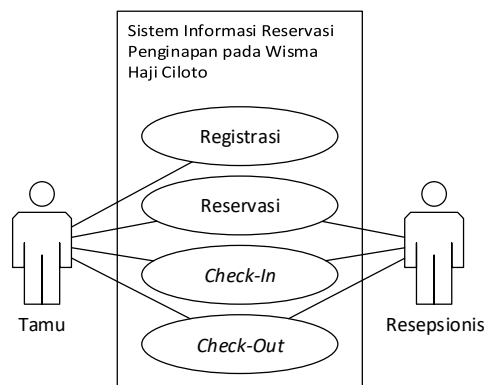 Sistem Informasi Reservasi
Penginapan pada Wisma
Haji Ciloto
Registrasi
Reservasi
Check-In
Check-Out
Tamu
Resepsionis